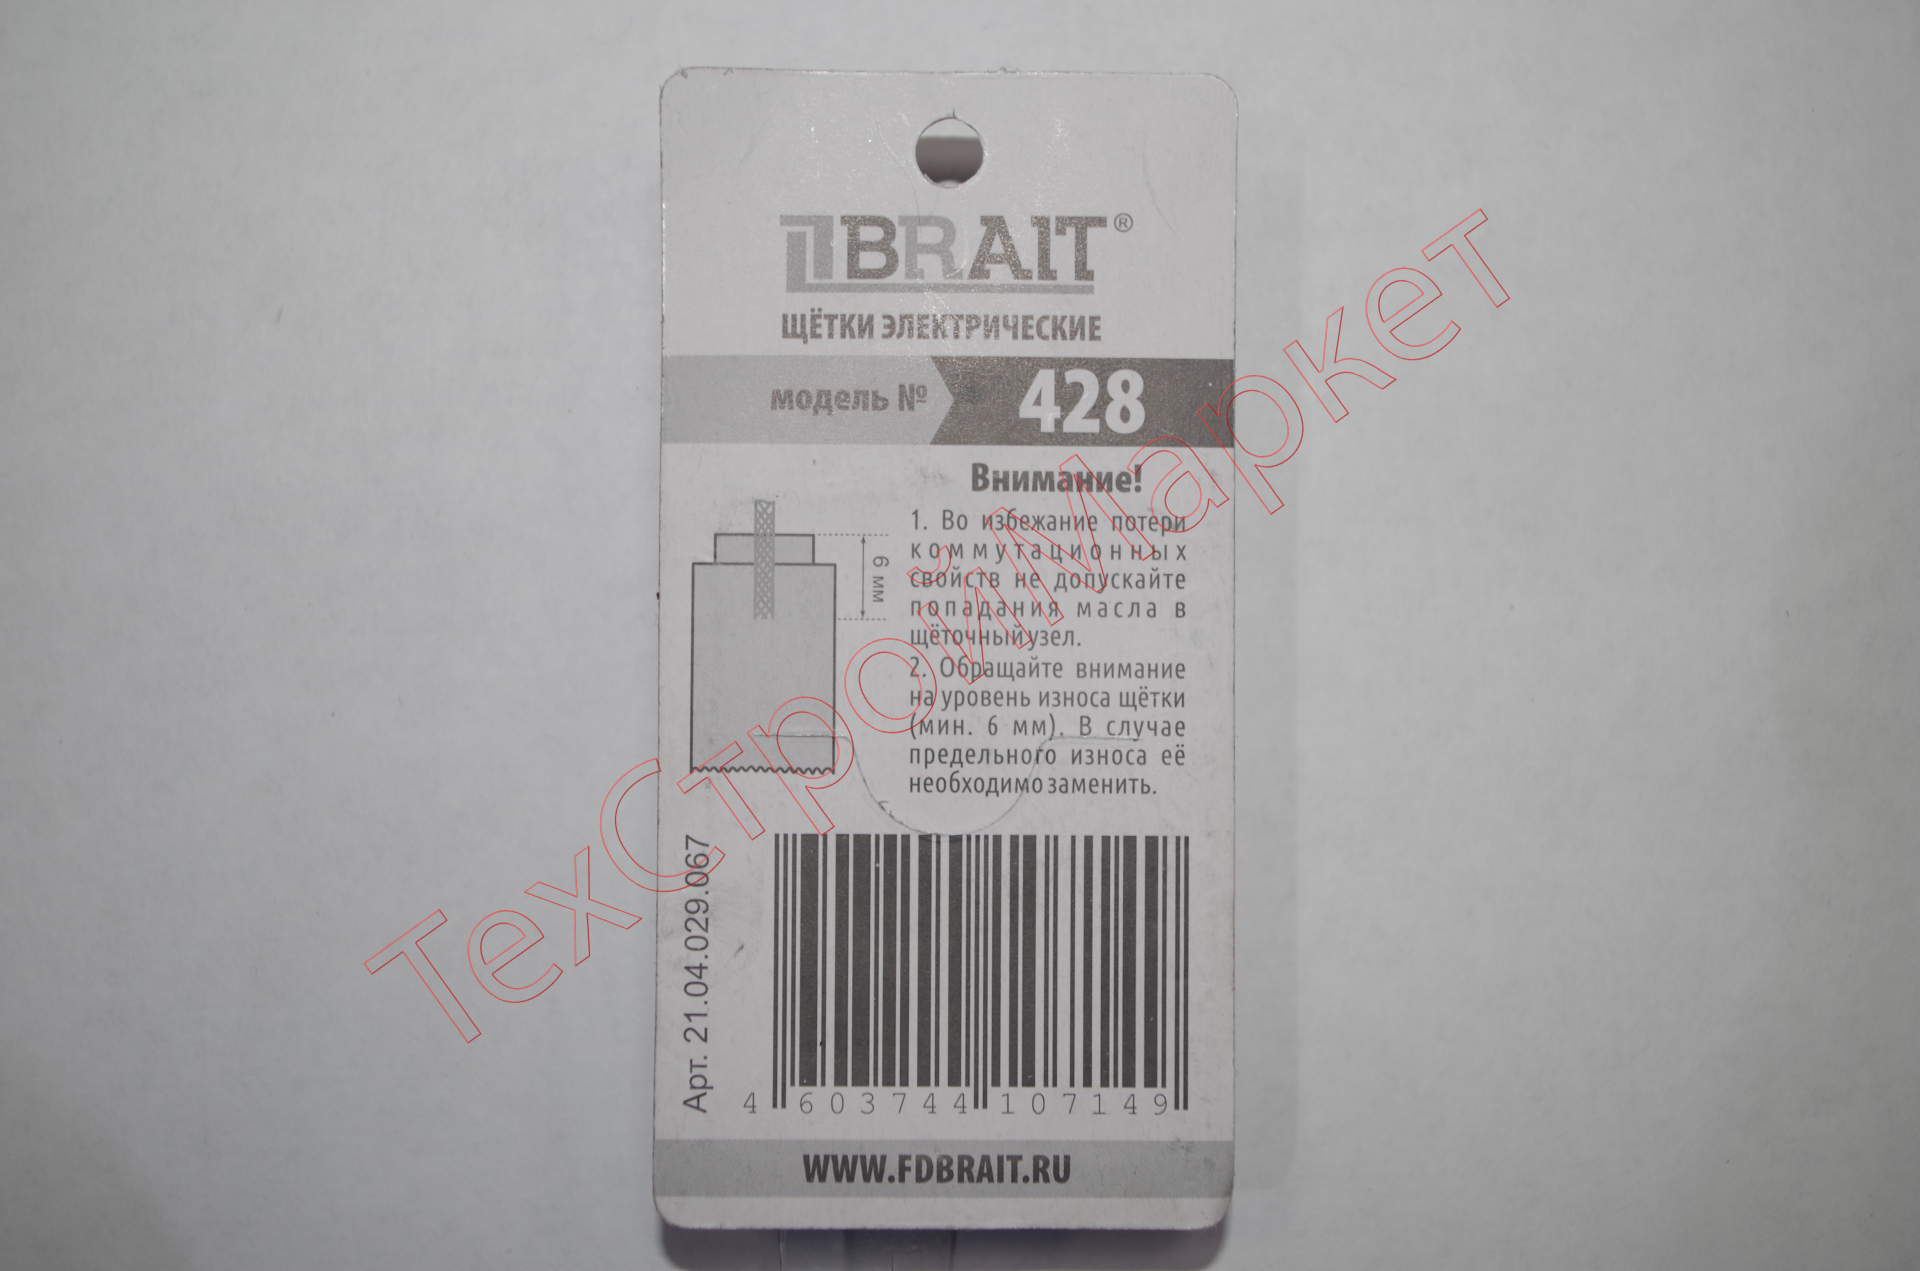 BRAIT®
ЩЁТКИ ЭЛЕКТРИЧЕСКИЕ
модель № 428
Внимание!
1. Во избежание потери
коммутационных
свойств не допускайте
попадания масла в
щёточный узел.
2. Обращайте внимание
на уровень износа щётки
(мин. 6 мм). В случае
предельного износа её
необходимо заменить.
6 мм
Арт. 21.04.029.067
4 603744 107149
WWW.FDBRAIT.RU
ТехСтройМаркет